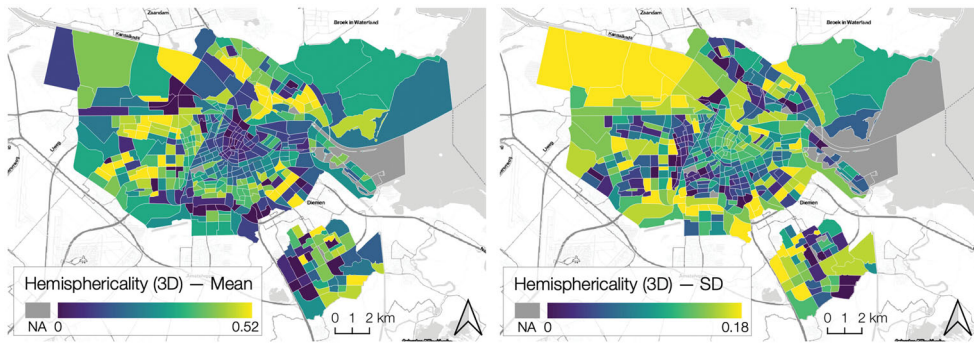 Zaandam
Broek in Waterland
Diemen
Hemisphericality (3D) — Mean
NA
0
0.52
0 1 2 km
Zaandam
Broek in Waterland
Diemen
Hemisphericality (3D) — SD
NA
0
0.18
0 1 2 km